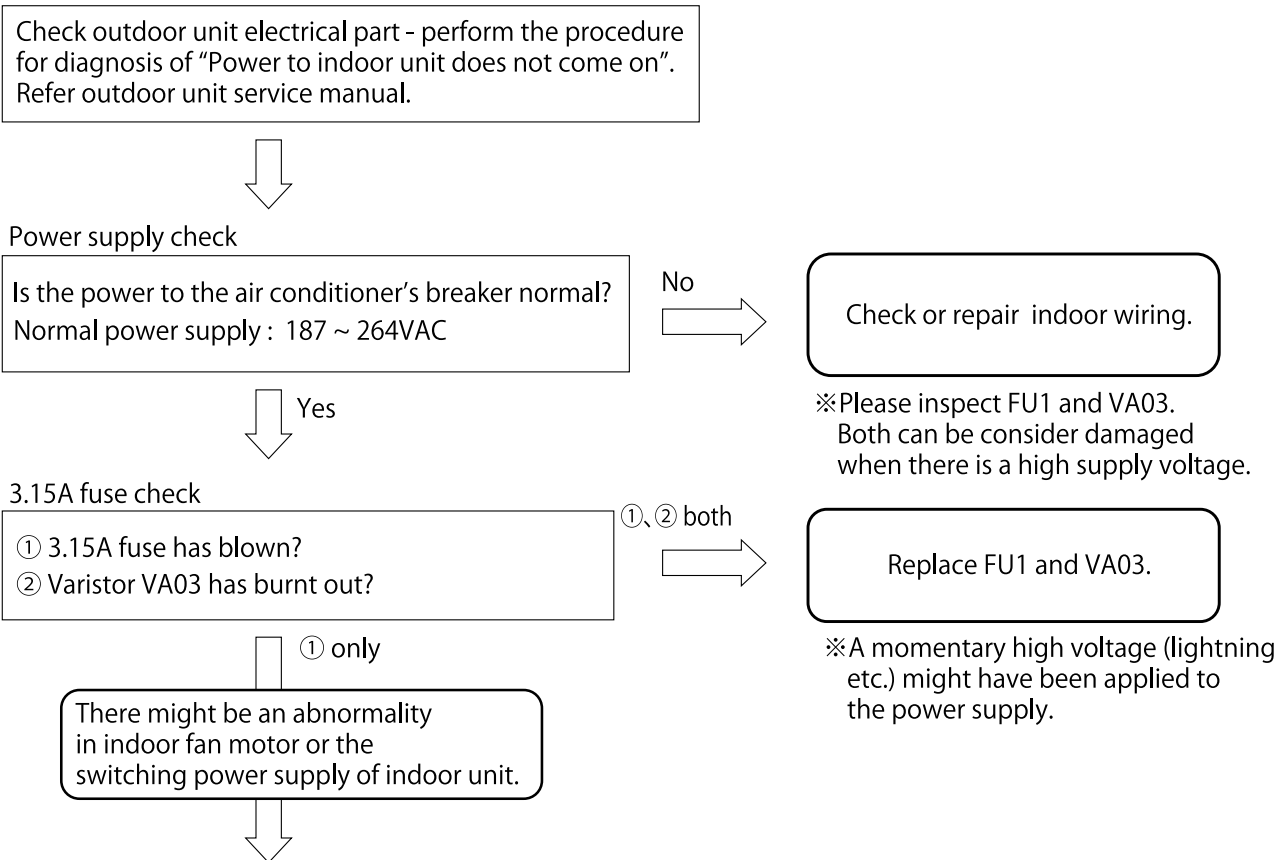 Check outdoor unit electrical part - perform the procedure
for diagnosis of “Power to indoor unit does not come on”.
Refer outdoor unit service manual.
Power supply check
Is the power to the air conditioner’s breaker normal?
Normal power supply : 187 ~ 264VAC
No
Check or repair indoor wiring.
※Please inspect FU1 and VA03.
Both can be consider damaged
when there is a high supply voltage.
Yes
3.15A fuse check
① 3.15A fuse has blown?
② Varistor VA03 has burnt out?
①、② both
Replace FU1 and VA03.
※A momentary high voltage (lightning
etc.) might have been applied to
the power supply.
① only
There might be an abnormality
in indoor fan motor or the
switching power supply of indoor unit.